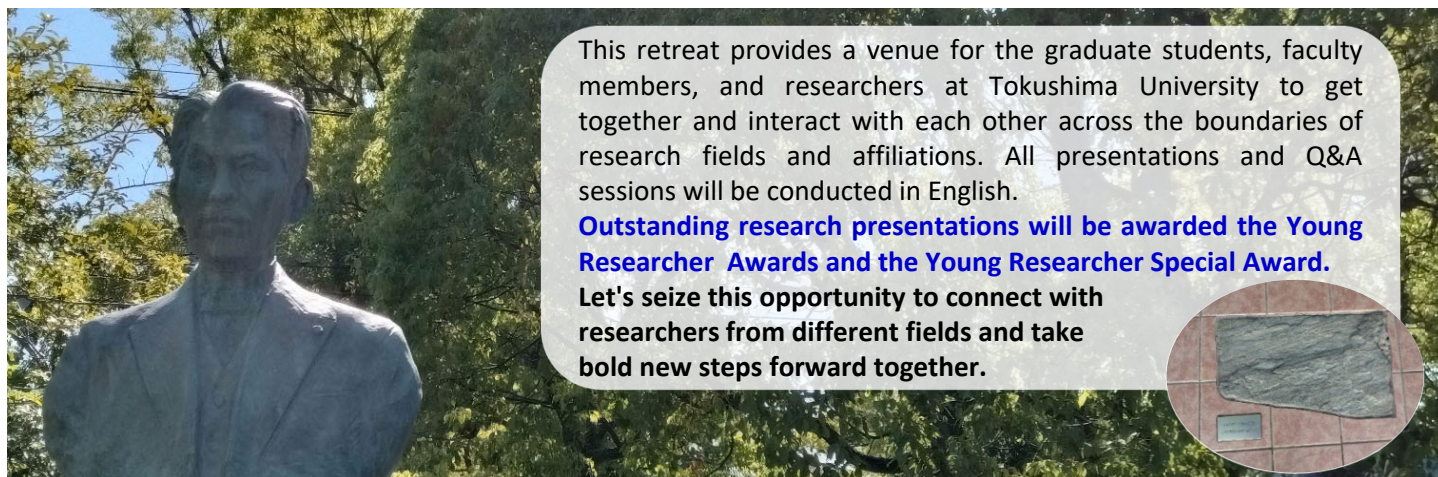 This retreat provides a venue for the graduate students, faculty
members, and researchers at Tokushima University to get
together and interact with each other across the boundaries of
research fields and affiliations. All presentations and Q&A
sessions will be conducted in English.
Outstanding research presentations will be awarded the Young
Researcher Awards and the Young Researcher Special Award.
Let's seize this opportunity to connect with
researchers from different fields and take
bold new steps forward together.